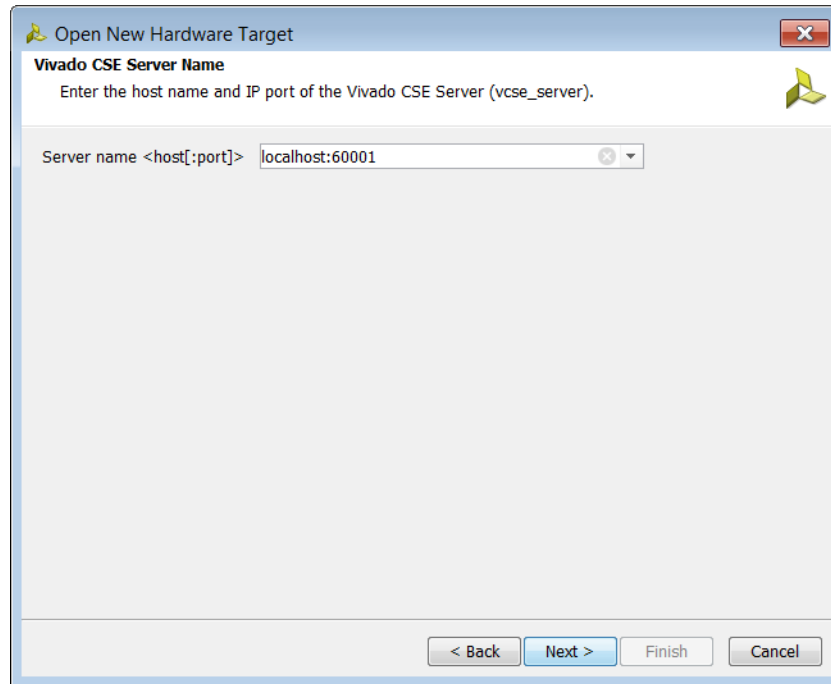 Open New Hardware Target
Vivado CSE Server Name
Enter the host name and IP port of the Vivado CSE Server (vcse_server).
Server name <host[:port]> localhost:60001
< Back Next > Finish Cancel